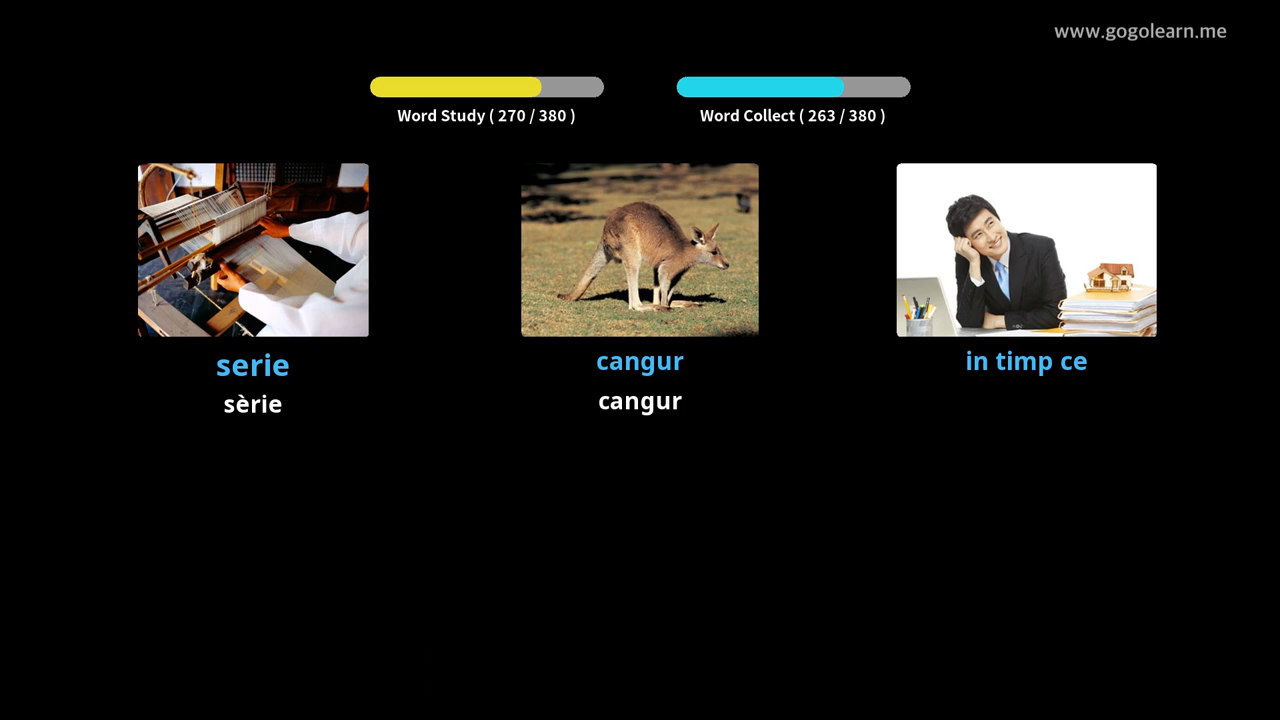 www.gogolearn.me
Word Study ( 270 / 380 )
Word Collect ( 263 / 380 )
serie
sèrie
cangur
cangur
in timp ce